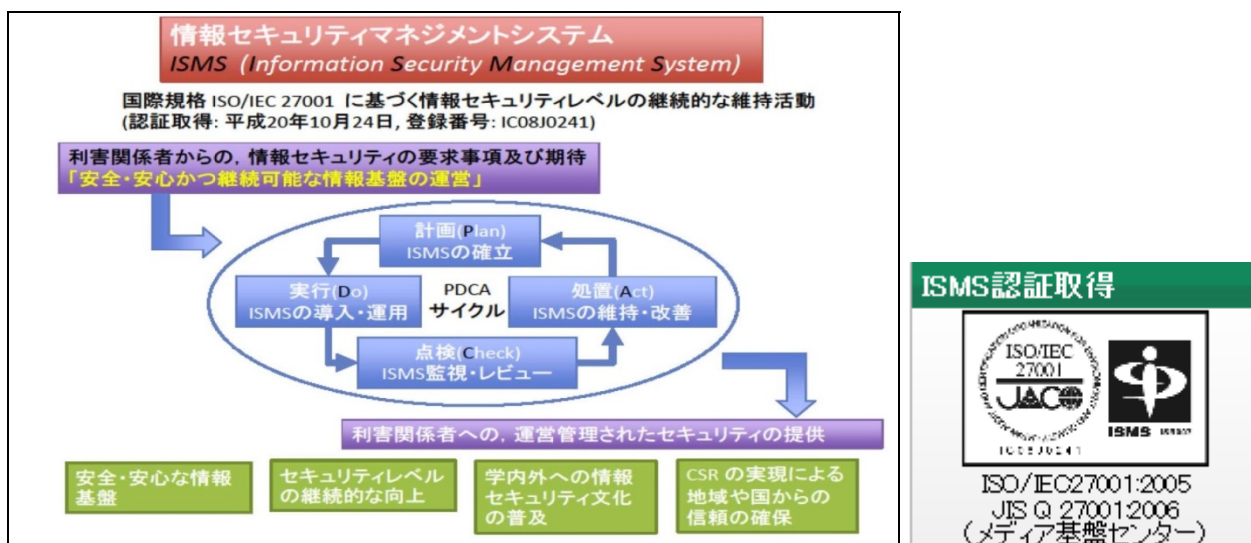 情報セキュリティマネジメントシステム
ISMS (Information Security Management System)
国際規格 ISO/IEC 27001 に基づく情報セキュリティレベルの継続的な維持活動
(認証取得: 平成20年10月24日, 登録番号: IC08J0241)
利害関係者からの, 情報セキュリティの要求事項及び期待
「安全・安心かつ継続可能な情報基盤の運営」
計画(Plan)
ISMSの確立
実行(Do)
ISMSの導入・運用
PDCA
サイクル
処置(Act)
ISMSの維持・改善
点検(Check)
ISMS監視・レビュー
利害関係者への, 運営管理されたセキュリティの提供
安全・安心な情報
基盤
セキュリティレベル
の継続的な向上
学内外への情報
セキュリティ文化
の普及
CSR の実現による
地域や国からの
信頼の確保
ISMS認証取得
ISO/IEC
27001
JACO
IC08J0241
ISMS
ISO/IEC27001:2005
JIS Q 27001:2006
(メディア基盤センター)